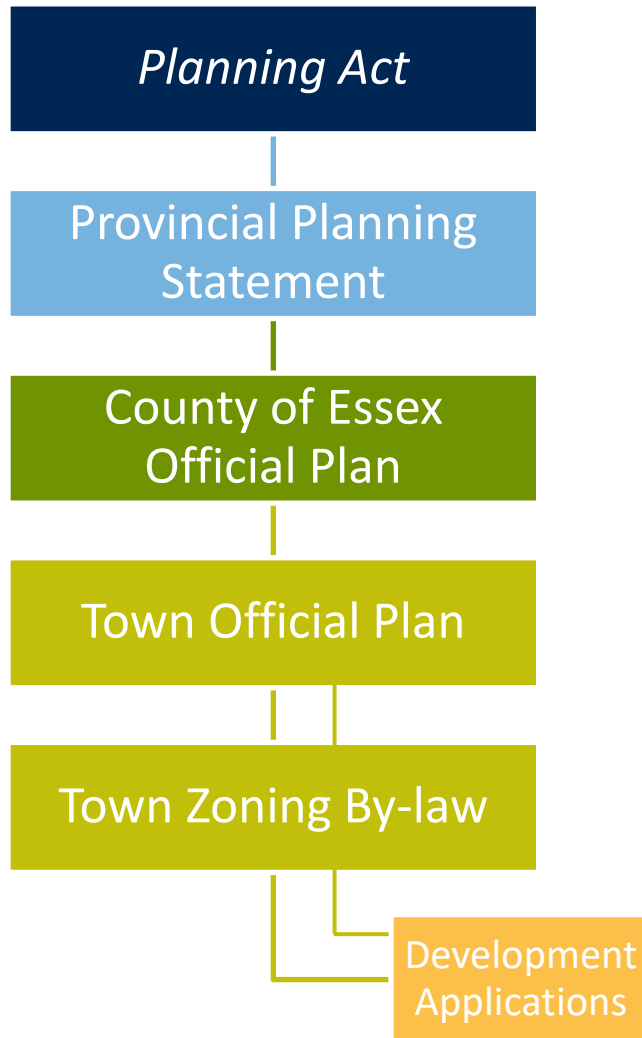 Planning Act
Provincial Planning
Statement
County of Essex
Official Plan
Town Official Plan
Town Zoning By-law
Development
Applications